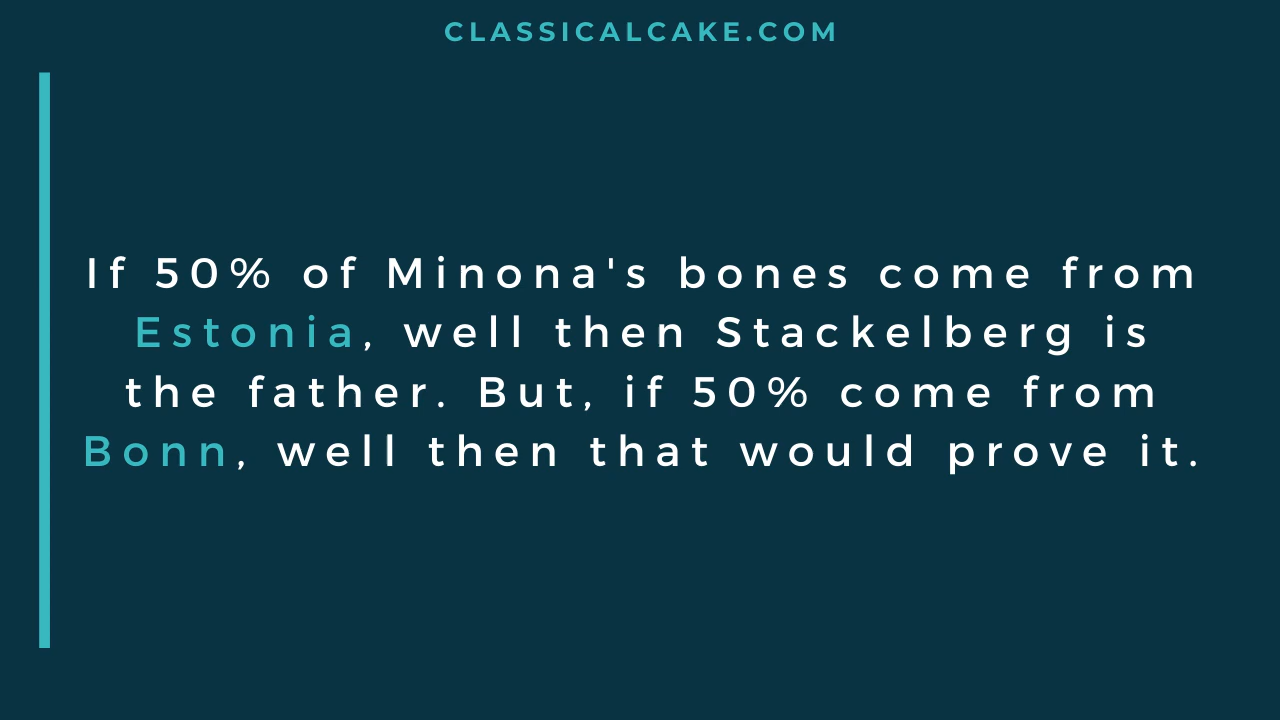 CLASSICALCAKE.COM
If 50% of Minona's bones come from
Estonia, well then Stackelberg is
the father. But, if 50% come from
Bonn, well then that would prove it.